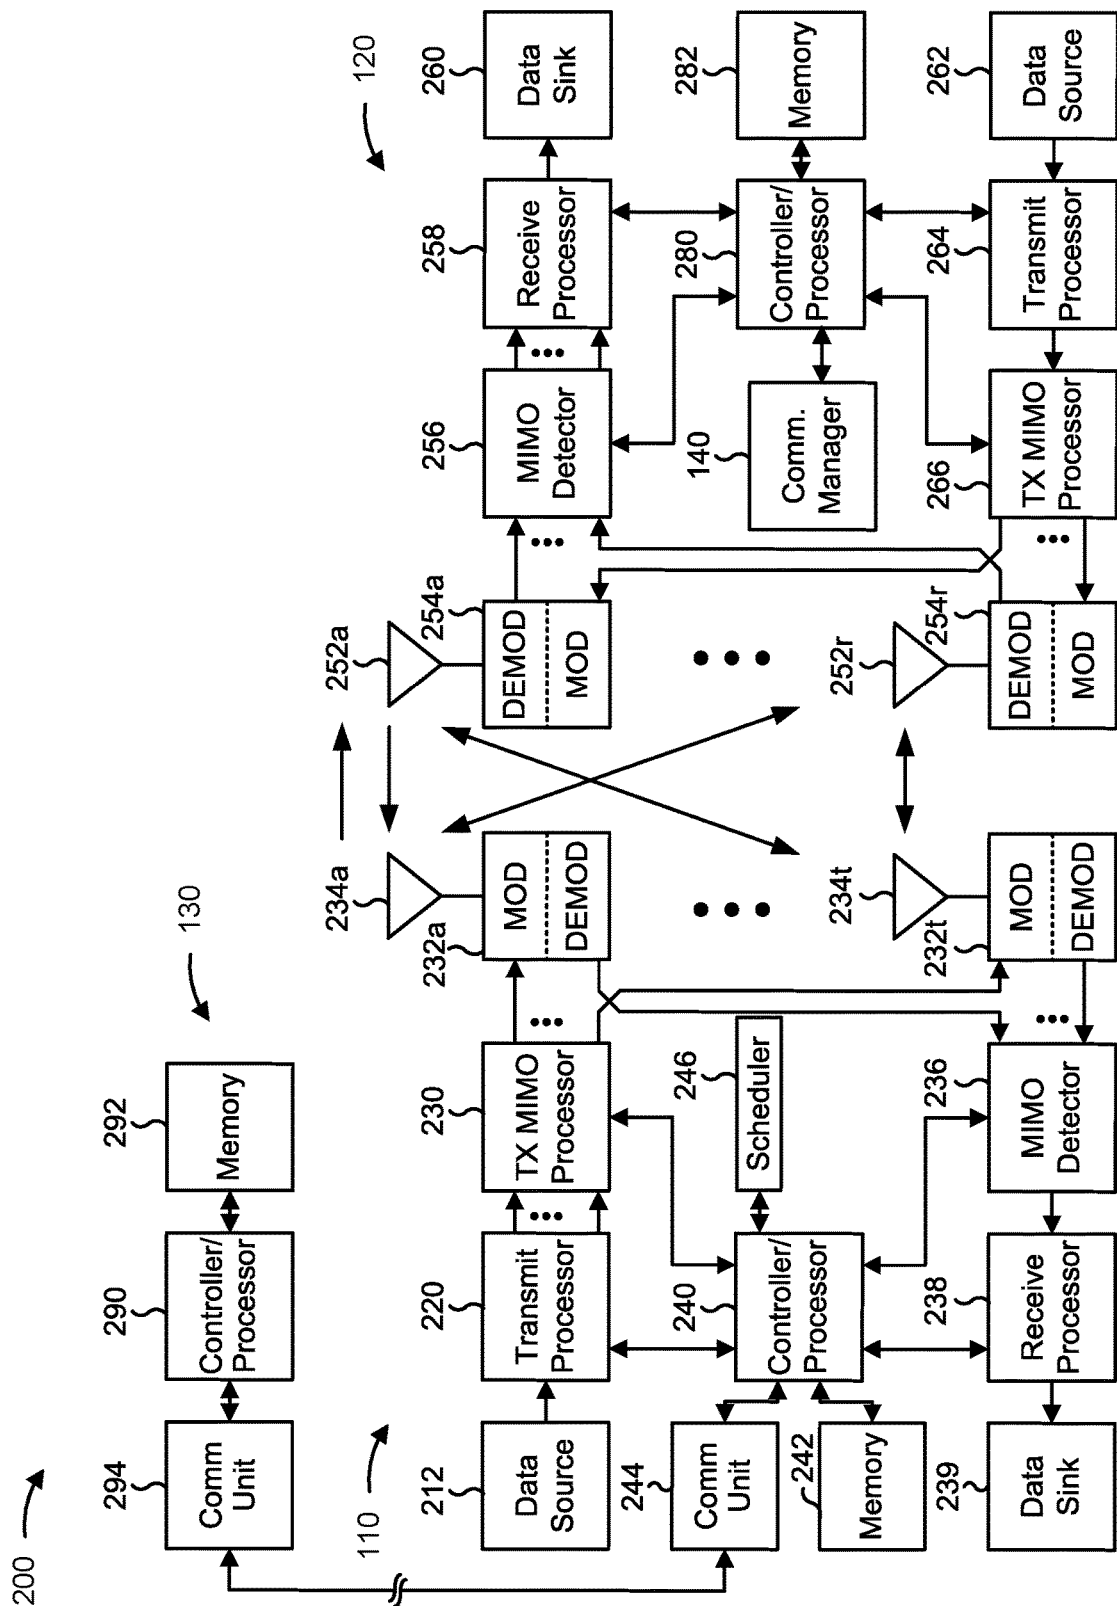 200
294
Comm
Unit
290
Controller/
Processor
292
Memory
130
110
212
Data
Source
220
Transmit
Processor
230
TX MIMO
Processor
232a
MOD
DEMOD
234a
252a
254a
DEMOD
MOD
256
MIMO
Detector
258
Receive
Processor
260
Data
Sink
120
244
Comm
Unit
242
Memory
240
Controller/
Processor
246
Scheduler
140
Comm.
Manager
280
Controller/
Processor
282
Memory
239
Data
Sink
238
Receive
Processor
236
MIMO
Detector
232t
MOD
DEMOD
234t
252r
254r
DEMOD
MOD
266
TX MIMO
Processor
264
Transmit
Processor
262
Data
Source